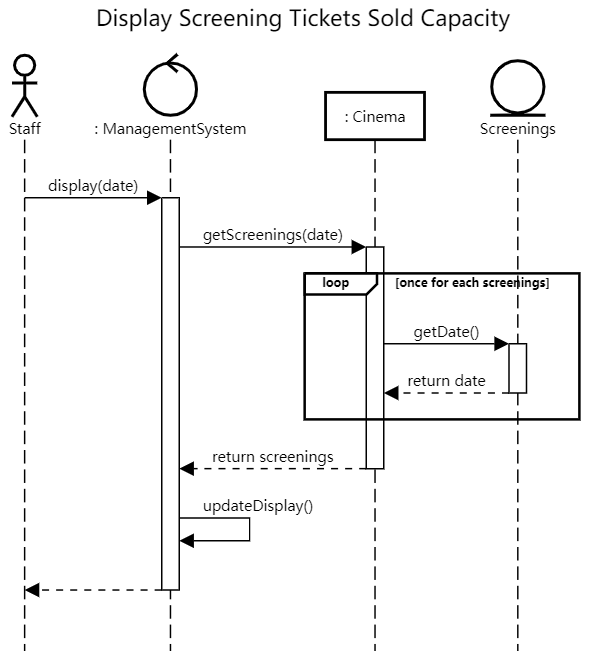 Display Screening Tickets Sold Capacity
Staff
: ManagementSystem
: Cinema
Screenings
display(date)
getScreenings(date)
loop
[once for each screenings]
getDate()
return date
return screenings
updateDisplay()